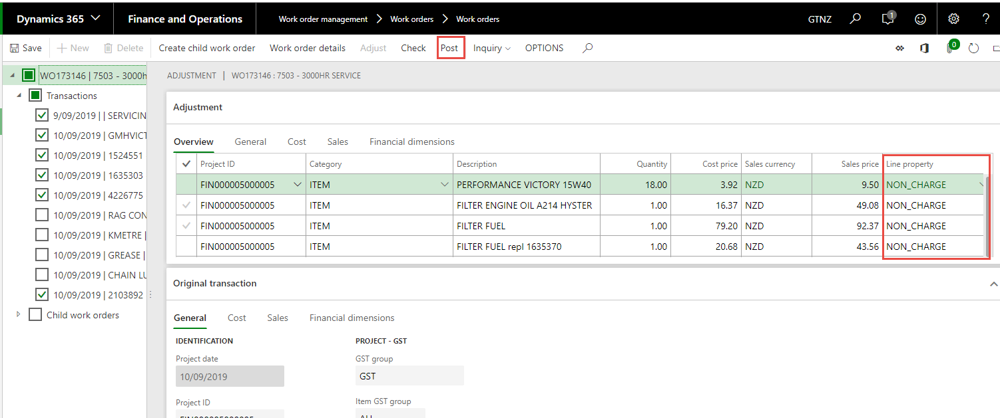 Dynamics 365 Finance and Operations Work order management Work orders Work orders GTNZ 1 ?
Save New Delete Create child work order Work order details Adjust Check Post Inquiry OPTIONS 0
WO173146 | 7503 - 3000h
Transactions
9/09/2019 | | SERVICIN
10/09/2019 | GMHVICT
10/09/2019 | 1524551
10/09/2019 | 1635303
10/09/2019 | 4226775
10/09/2019 | RAG CON
10/09/2019 | KMETRE |
10/09/2019 | GREASE |
10/09/2019 | CHAIN LU
10/09/2019 | 2103892
Child work orders
ADJUSTMENT | WO173146 : 7503 - 3000HR SERVICE
Adjustment
Overview General Cost Sales Financial dimensions
Project ID Category Description Quantity Cost price Sales currency Sales price Line property
FIN000005000005 ITEM PERFORMANCE VICTORY 15W40 18.00 3.92 NZD 9.50 NON_CHARGE
FIN000005000005 ITEM FILTER ENGINE OIL A214 HYSTER 1.00 16.37 NZD 49.08 NON_CHARGE
FIN000005000005 ITEM FILTER FUEL 1.00 79.20 NZD 92.37 NON_CHARGE
FIN000005000005 ITEM FILTER FUEL repl 1635370 1.00 20.68 NZD 43.56 NON_CHARGE
Original transaction
General Cost Sales Financial dimensions
IDENTIFICATION PROJECT - GST
Project date GST group
10/09/2019 GST
Project ID Item GST group
FIN000005000005